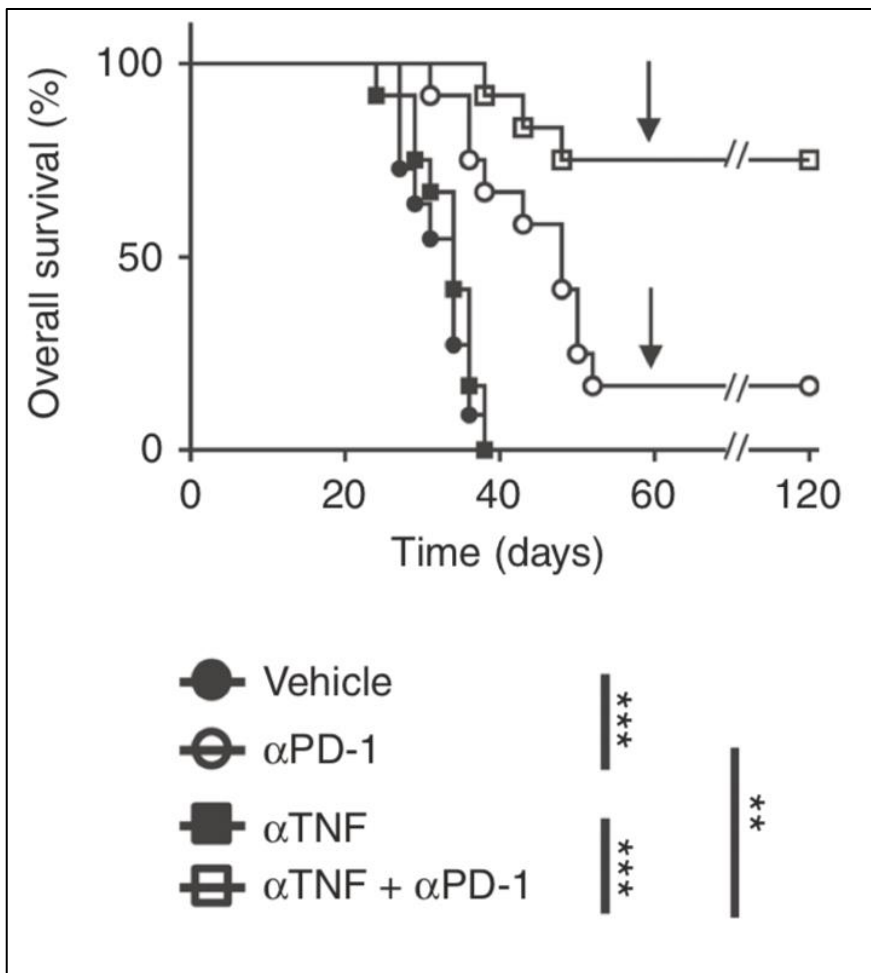 Overall survival (%)
100
50
0
0 20 40 60 120
Time (days)
Vehicle
αPD-1
αTNF
αTNF + αPD-1
***
***
**